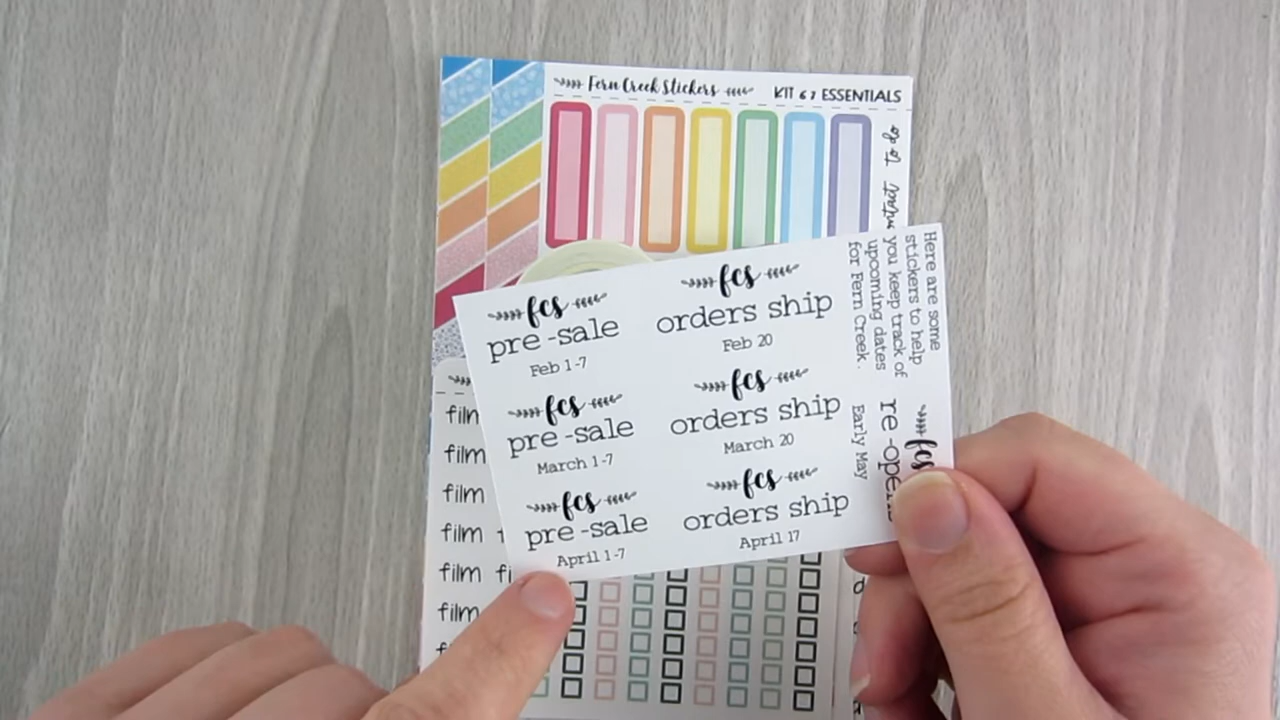 Fern Creek Stickers
KIT 67 ESSENTIALS
to do
fcs
pre-sale
Feb 1-7
fcs
orders ship
Feb 20
fcs
pre-sale
March 1-7
fcs
orders ship
March 20
fcs
pre-sale
April 1-7
fcs
orders ship
April 17
Here are some
stickers to help
you keep track of
upcoming dates
for Fern Creek.
fcs
re-opens
Early May
film
film
film
film
film
film